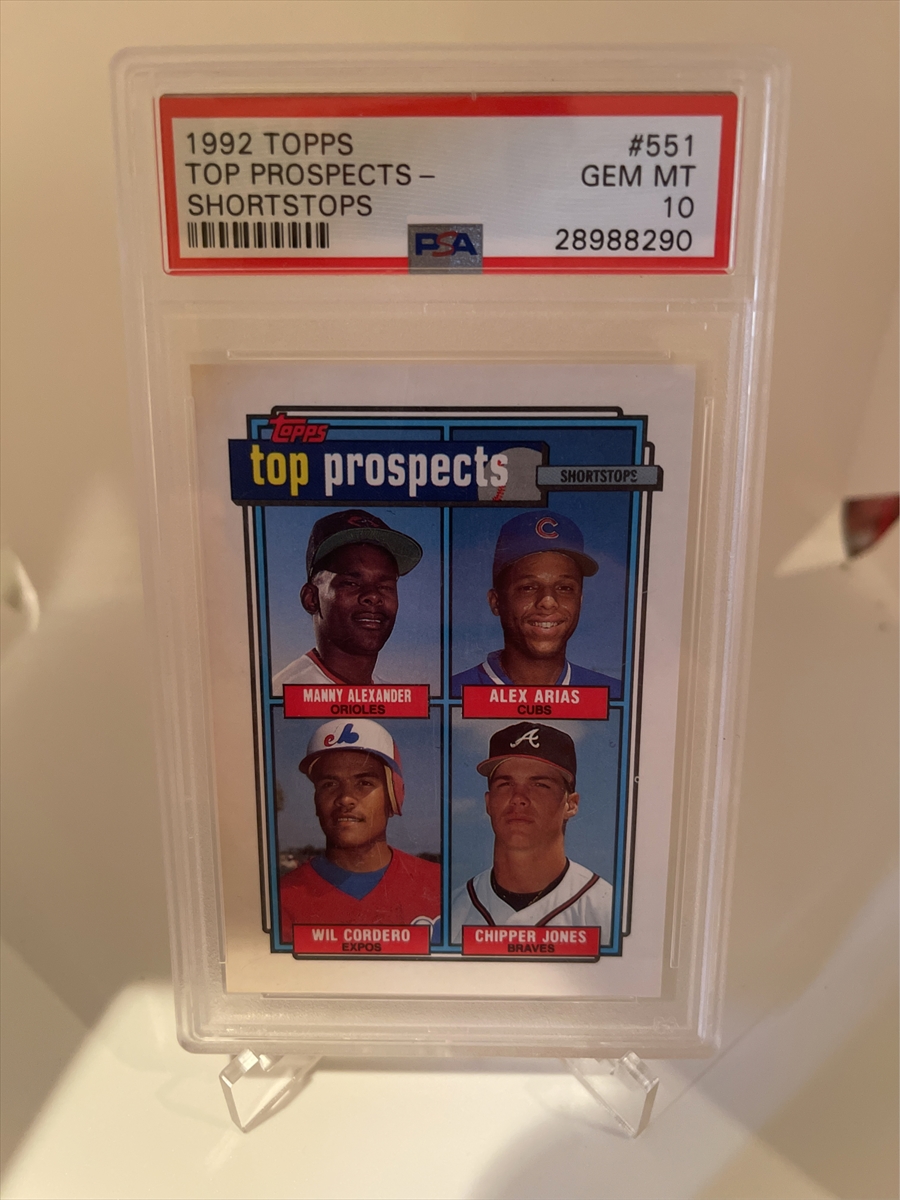 1992 TOPPS #551
TOP PROSPECTS – GEM MT
SHORTSTOPS 10
PSA 28988290
topps
top prospects SHORTSTOPS
C
MANNY ALEXANDER ALEX ARIAS
ORIOLES CUBS
eb A
WIL CORDERO CHIPPER JONES
EXPOS BRAVES